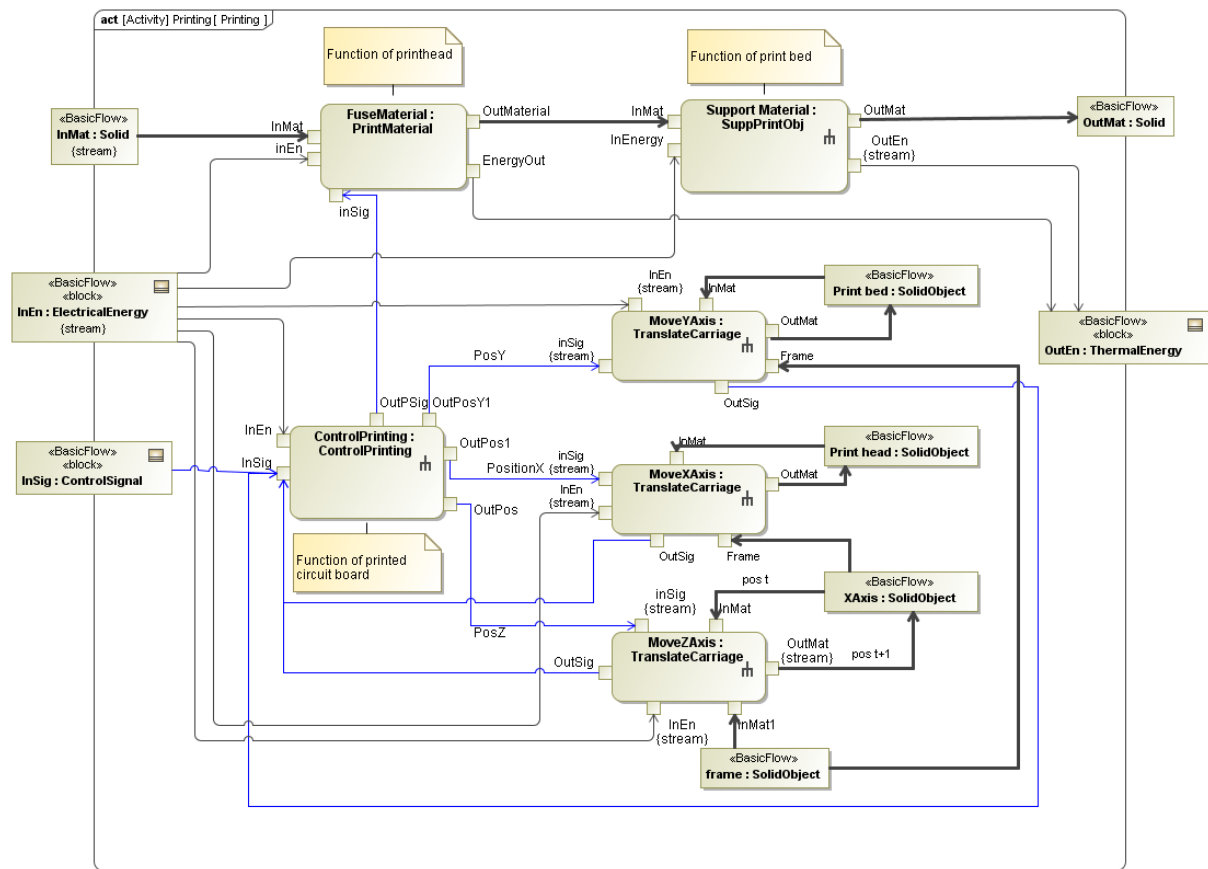 act [Activity] Printing[ Printing ]
Function of printhead
Function of print bed
«BasicFlow»
InMat : Solid
{stream}
InMat
inEn
FuseMaterial :
PrintMaterial
OutMaterial
EnergyOut
inSig
InMat
InEnergy
Support Material :
SuppPrintObj
OutMat
OutEn
{stream}
«BasicFlow»
OutMat : Solid
«BasicFlow»
«block»
InEn : ElectricalEnergy
{stream}
InEn
{stream}
InMat
«BasicFlow»
Print bed : SolidObject
MoveYAxis :
TranslateCarriage
OutMat
inSig
{stream}
PosY
Frame
OutSig
«BasicFlow»
«block»
OutEn : ThermalEnergy
OutPSig
OutPosY1
InEn
ControlPrinting :
ControlPrinting
OutPos1
InSig
OutPos
«BasicFlow»
«block»
InSig : ControlSignal
Function of printed
circuit board
PositionX
inSig
{stream}
InEn
{stream}
InMat
MoveXAxis :
TranslateCarriage
OutMat
«BasicFlow»
Print head : SolidObject
OutSig
Frame
pos t
«BasicFlow»
XAxis : SolidObject
inSig
{stream}
InMat
PosZ
MoveZAxis :
TranslateCarriage
OutMat
{stream}
pos t+1
OutSig
InEn
{stream}
InMat1
«BasicFlow»
frame : SolidObject